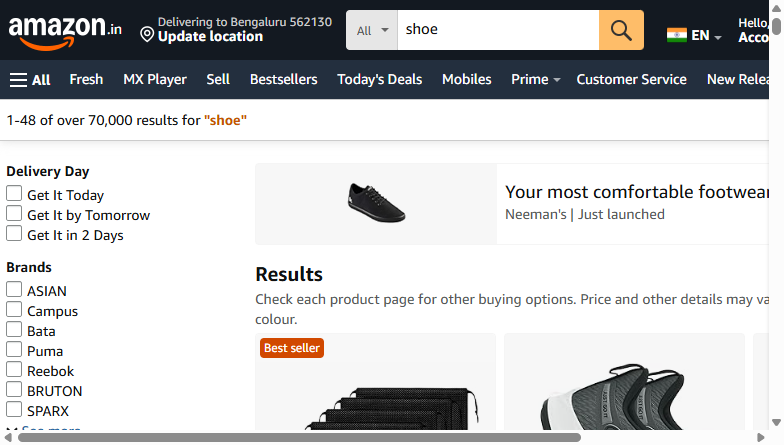 amazon.in
Delivering to Bengaluru 562130
Update location
All
shoe
EN
Hello,
Acco
All
Fresh
MX Player
Sell
Bestsellers
Today's Deals
Mobiles
Prime
Customer Service
New Relea
1-48 of over 70,000 results for "shoe"
Delivery Day
Get It Today
Get It by Tomorrow
Get It in 2 Days
Brands
ASIAN
Campus
Bata
Puma
Reebok
BRUTON
SPARX
See more
Your most comfortable footwear
Neeman's | Just launched
Results
Check each product page for other buying options. Price and other details may va
colour.
Best seller